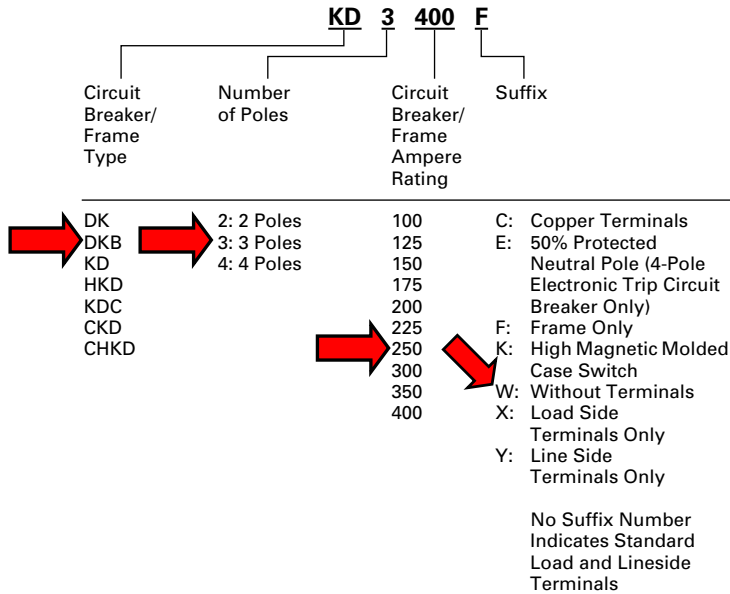 KD 3 400 F
Circuit
Breaker/
Frame
Type
Number
of Poles
Circuit
Breaker/
Frame
Ampere
Rating
Suffix
DK
DKB
KD
HKD
KDC
CKD
CHKD
2: 2 Poles
3: 3 Poles
4: 4 Poles
100
125
150
175
200
225
250
300
350
400
C: Copper Terminals
E: 50% Protected
Neutral Pole (4-Pole
Electronic Trip Circuit
Breaker Only)
F: Frame Only
K: High Magnetic Molded
Case Switch
W: Without Terminals
X: Load Side
Terminals Only
Y: Line Side
Terminals Only
No Suffix Number
Indicates Standard
Load and Lineside
Terminals